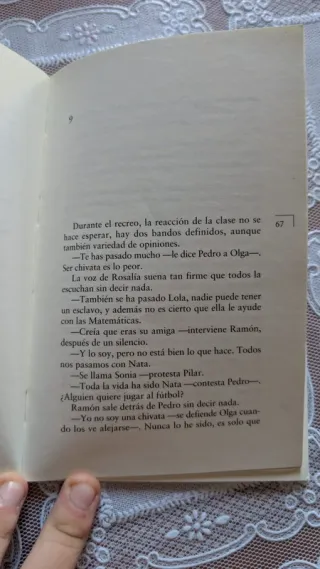 9
Durante el recreo, la reacción de la clase no se
hace esperar, hay dos bandos definidos, aunque
también variedad de opiniones.
67
—Te has pasado mucho —le dice Pedro a Olga—.
Ser chivata es lo peor.
La voz de Rosalía suena tan firme que todos la
escuchan sin decir nada.
—También se ha pasado Lola, nadie puede tener
un esclavo, y además no es cierto que ella le ayude
con las Matemáticas.
—Creía que eras su amiga —interviene Ramón,
después de un silencio.
—Y lo soy, pero no está bien lo que hace. Todos
nos pasamos con Nata.
—Se llama Sonia —protesta Pilar.
—Toda la vida ha sido Nata —contesta Pedro—.
¿Alguien quiere jugar al fútbol?
Ramón sale detrás de Pedro sin decir nada.
—Yo no soy una chivata —se defiende Olga cuan-
do los ve alejarse—. Nunca lo he sido, es solo que